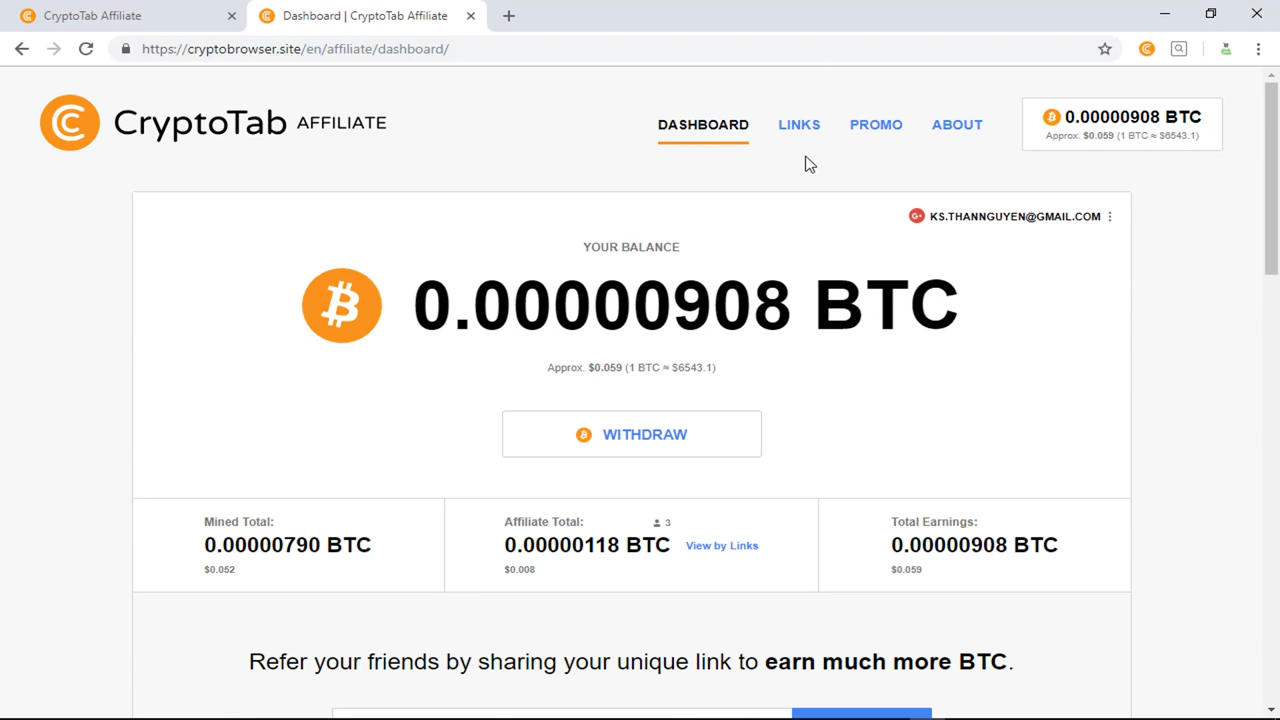 CryptoTab Affiliate
Dashboard | CryptoTab Affiliate
https://cryptobrowser.site/en/affiliate/dashboard/
CryptoTab AFFILIATE
DASHBOARD
LINKS
PROMO
ABOUT
0.00000908 BTC
Approx. $0.059 (1 BTC ≈ $6543.1)
KS.THANNGUYEN@GMAIL.COM
YOUR BALANCE
0.00000908 BTC
Approx. $0.059 (1 BTC ≈ $6543.1)
WITHDRAW
Mined Total:
0.00000790 BTC
$0.052
Affiliate Total:
3
0.00000118 BTC
View by Links
$0.008
Total Earnings:
0.00000908 BTC
$0.059
Refer your friends by sharing your unique link to earn much more BTC.